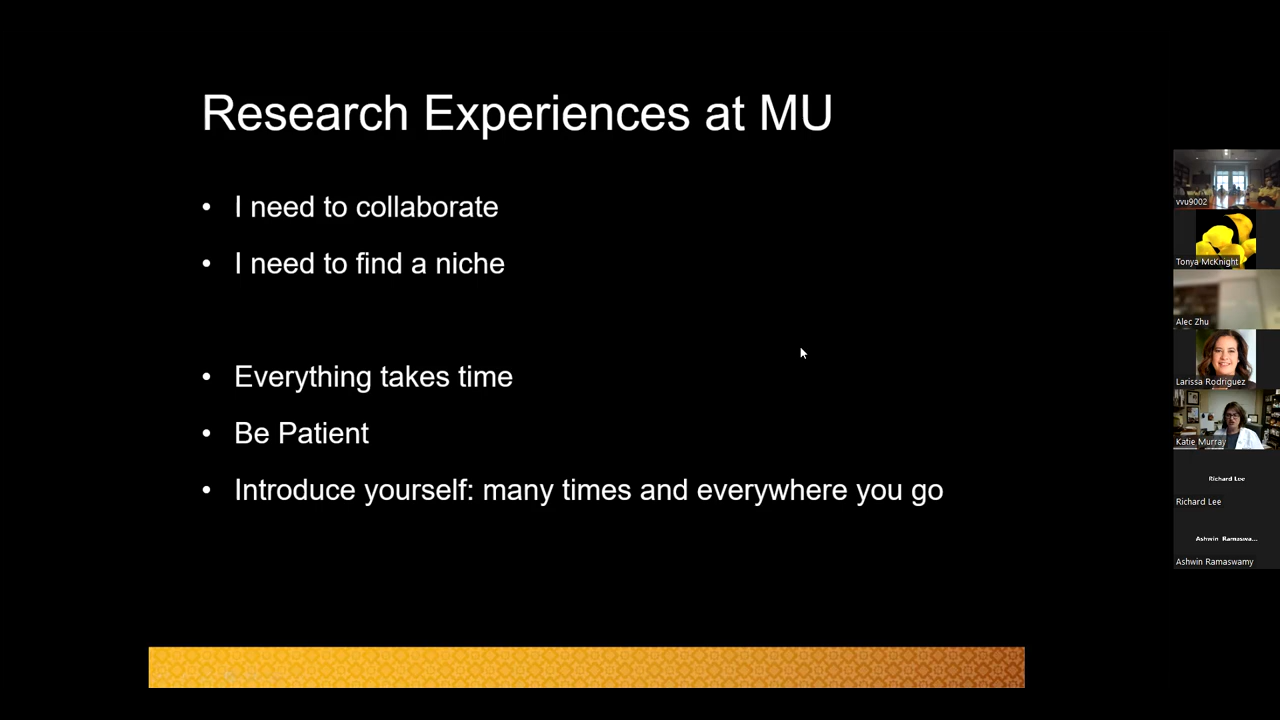 Research Experiences at MU
• I need to collaborate
• I need to find a niche
• Everything takes time
• Be Patient
• Introduce yourself: many times and everywhere you go
vvu9002
Tonya McKnight
Alec Zhu
Larissa Rodriguez
Katie Murray
Richard Lee
Richard Lee
Ashwin Ramaswa...
Ashwin Ramaswamy